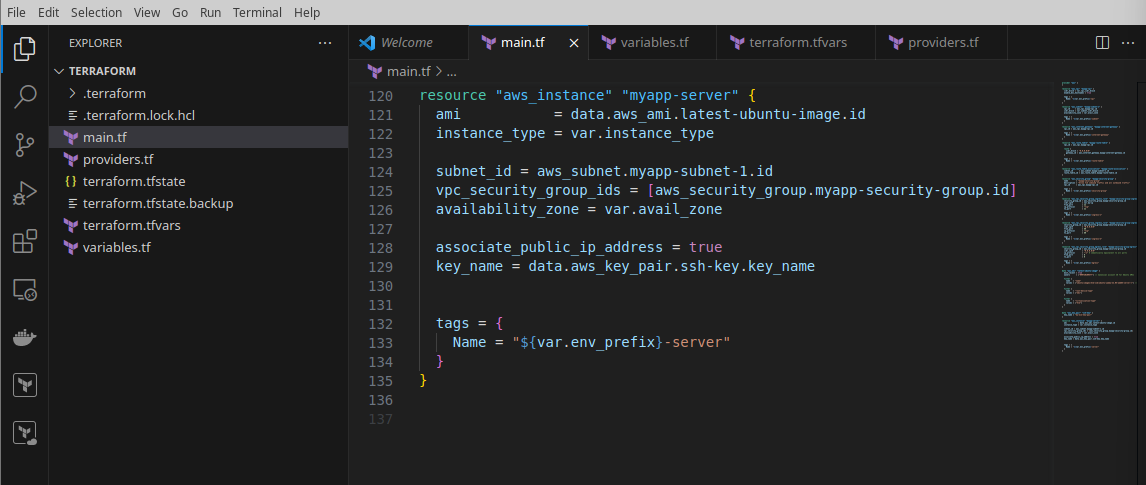 File Edit Selection View Go Run Terminal Help
EXPLORER ...
Welcome main.tf × variables.tf terraform.tfvars providers.tf ...
TERRAFORM
.terraform
.terraform.lock.hcl
main.tf
providers.tf
{} terraform.tfstate
terraform.tfstate.backup
terraform.tfvars
variables.tf
main.tf > ...
120 resource "aws_instance" "myapp-server" {
121   ami           = data.aws_ami.latest-ubuntu-image.id
122   instance_type = var.instance_type
123
124   subnet_id = aws_subnet.myapp-subnet-1.id
125   vpc_security_group_ids = [aws_security_group.myapp-security-group.id]
126   availability_zone = var.avail_zone
127
128   associate_public_ip_address = true
129   key_name = data.aws_key_pair.ssh-key.key_name
130
131
132   tags = {
133     Name = "${var.env_prefix}-server"
134   }
135 }
136
137